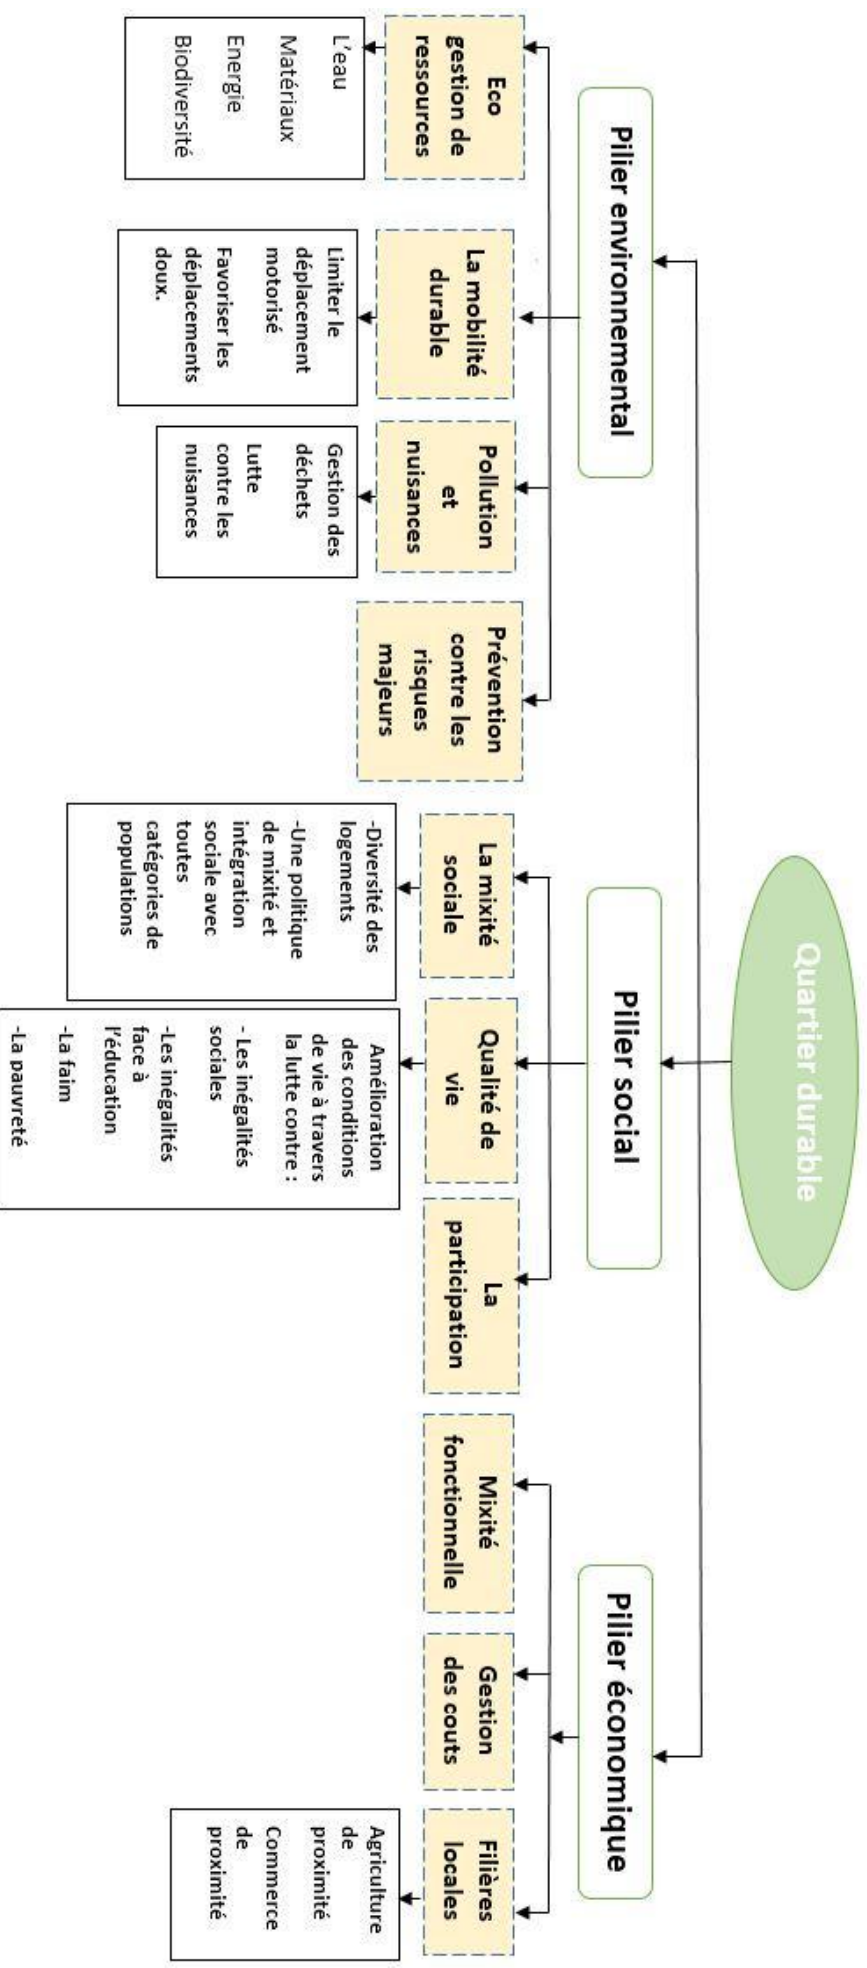 Quartier durable
Pilier environnemental
Pilier social
Pilier économique
Eco
gestion de
ressources
La mobilité
durable
Pollution
et
nuisances
Prévention
contre les
risques
majeurs
La mixité
sociale
Qualité de
vie
La
participation
Mixité
fonctionnelle
Gestion
des couts
Filières
locales
L'eau
Matériaux
Energie
Biodiversité
Limiter le
déplacement
motorisé
Favoriser les
déplacements
doux.
Gestion des
déchets
Lutte
contre les
nuisances
-Diversité des
logements
-Une politique
de mixité et
intégration
sociale avec
toutes
catégories de
populations
Amélioration
des conditions
de vie à travers
la lutte contre :
- Les inégalités
sociales
-Les inégalités
face à
l'éducation
-La faim
-La pauvreté
Agriculture
de
proximité
Commerce
de
proximité